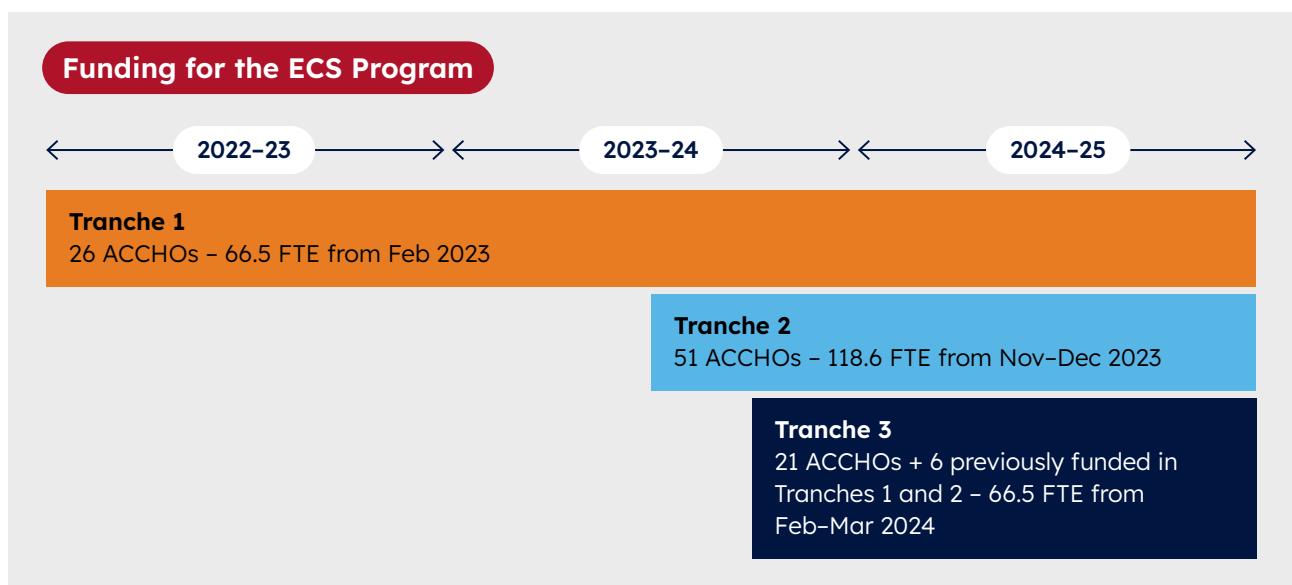 Funding for the ECS Program
2022–23
2023–24
2024–25
Tranche 1
26 ACCHOs – 66.5 FTE from Feb 2023
Tranche 2
51 ACCHOs – 118.6 FTE from Nov–Dec 2023
Tranche 3
21 ACCHOs + 6 previously funded in
Tranches 1 and 2 – 66.5 FTE from
Feb–Mar 2024